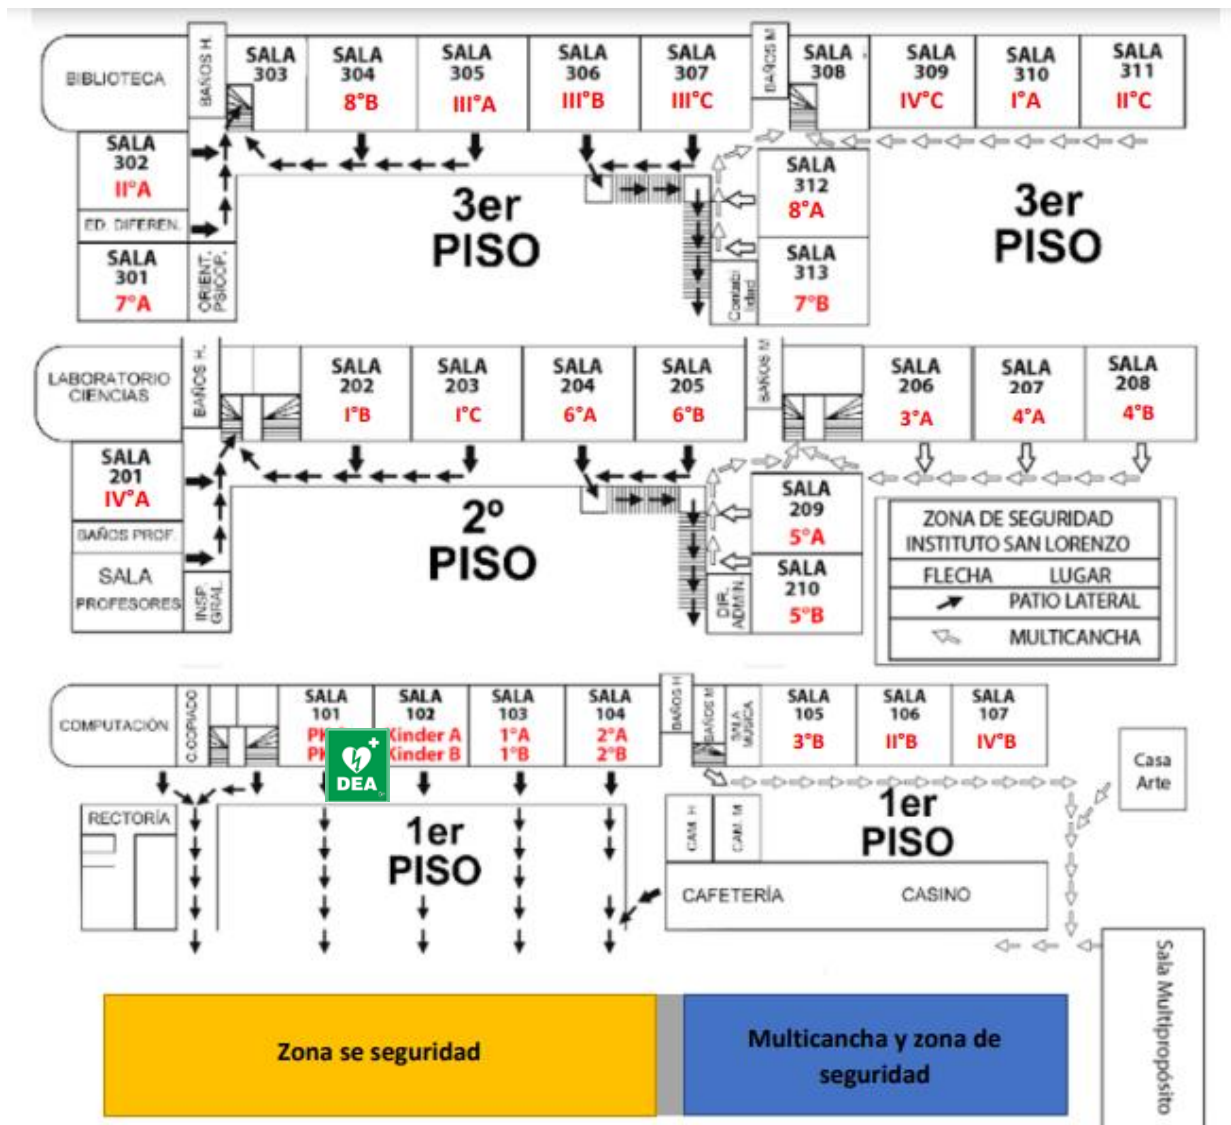 BIBLIOTECA
BAÑOS H.
SALA
303
SALA
304
8°B
SALA
305
III°A
SALA
306
III°B
SALA
307
III°C
BAÑOS M
SALA
308
SALA
309
IV°C
SALA
310
I°A
SALA
311
II°C
SALA
302
II°A
ED. DIFEREN.
SALA
301
7°A
ORIENT.
PSICOP.
3er
PISO
SALA
312
8°A
SALA
313
7°B
Contabi
lidad
3er
PISO
LABORATORIO
CIENCIAS
BAÑOS H.
SALA
202
I°B
SALA
203
I°C
SALA
204
6°A
SALA
205
6°B
BAÑOS M
SALA
206
3°A
SALA
207
4°A
SALA
208
4°B
SALA
201
IV°A
BAÑOS PROF.
SALA
PROFESORES
INSP.
GRAL.
2º
PISO
SALA
209
5°A
SALA
210
5°B
DIR.
ADMIN.
ZONA DE SEGURIDAD
INSTITUTO SAN LORENZO
FLECHA LUGAR
PATIO LATERAL
MULTICANCHA
COMPUTACIÓN
C.COPIADO
SALA
101
DEA
SALA
102
Kinder A
Kinder B
SALA
103
1°A
1°B
SALA
104
2°A
2°B
BAÑOS H
BAÑOS M
SALA
MUSICA
SALA
105
3°B
SALA
106
II°B
SALA
107
IV°B
Casa
Arte
RECTORÍA
1er
PISO
CAM. H
CAM. M
1er
PISO
CAFETERÍA CASINO
Sala Multipropósito
Zona se seguridad
Multicancha y zona de
seguridad